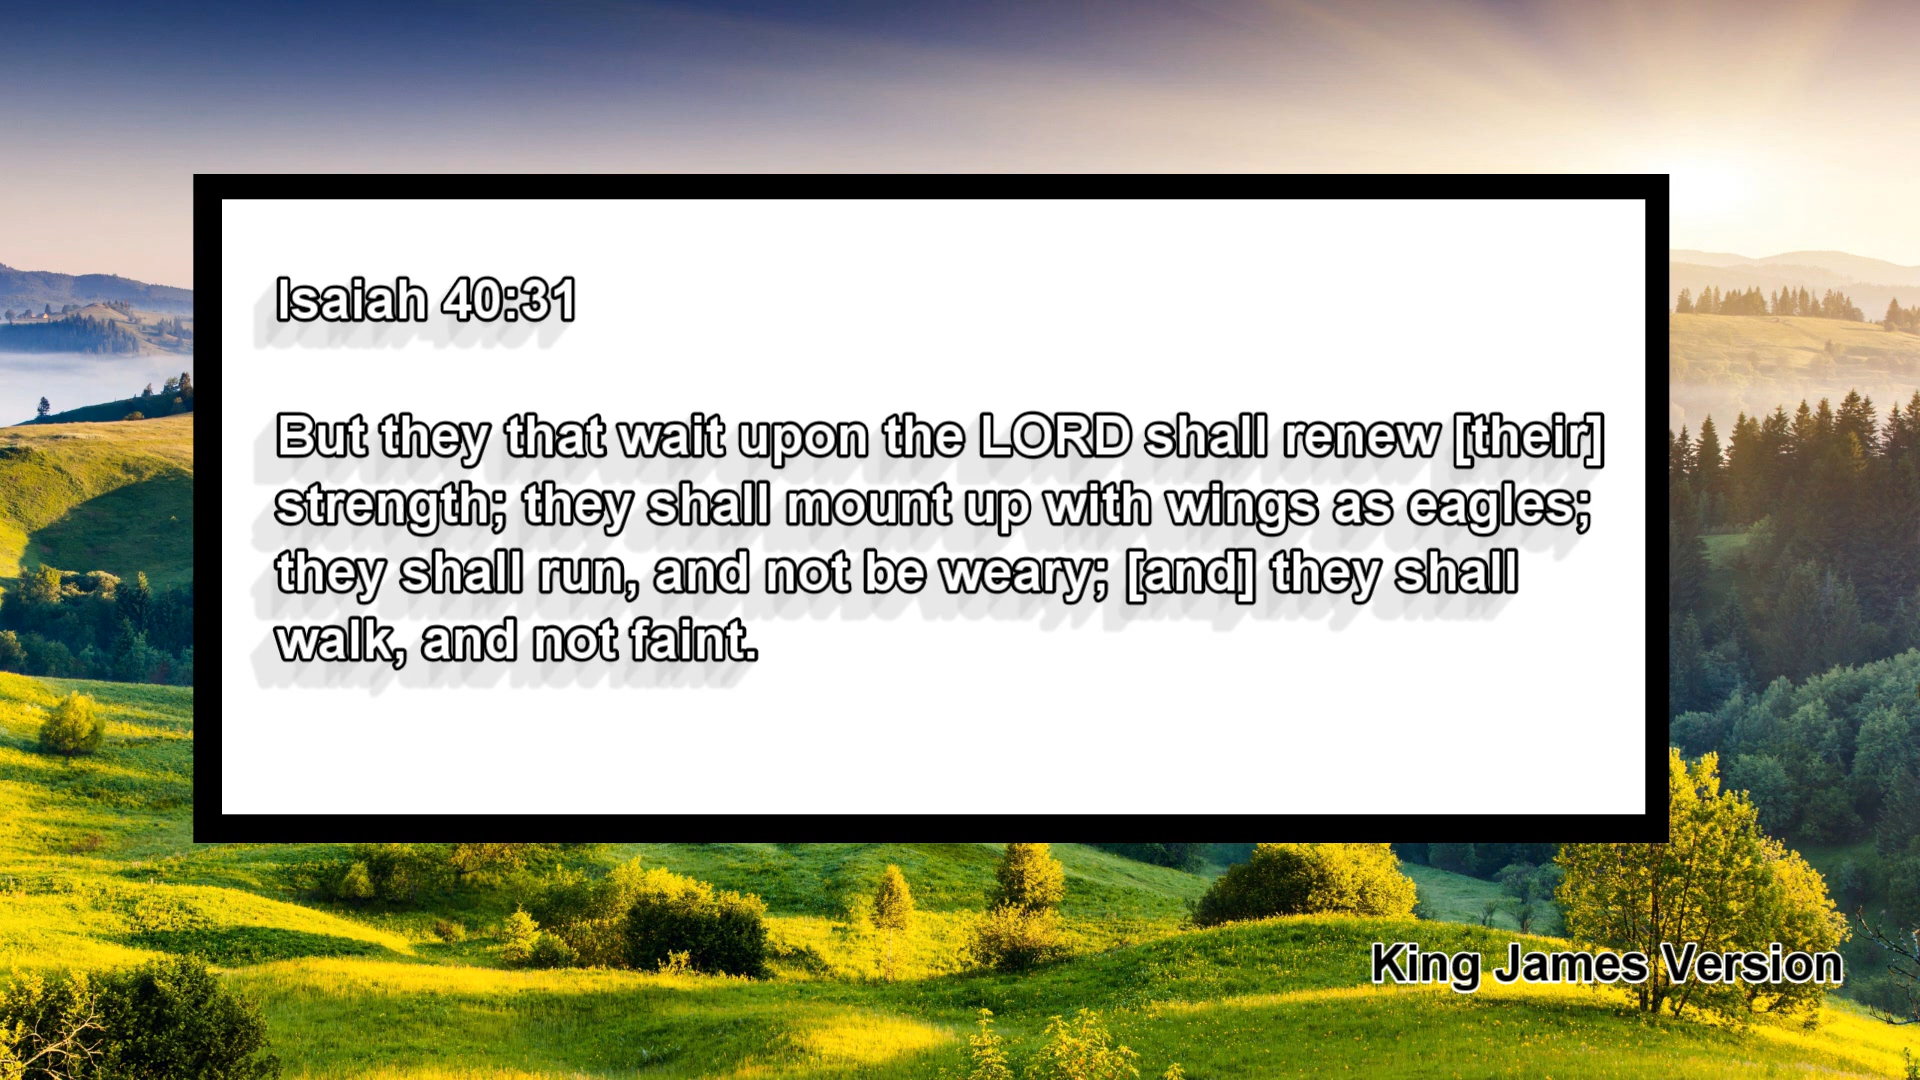 Isaiah 40:31
But they that wait upon the LORD shall renew [their]
strength; they shall mount up with wings as eagles;
they shall run, and not be weary; [and] they shall
walk, and not faint.
King James Version